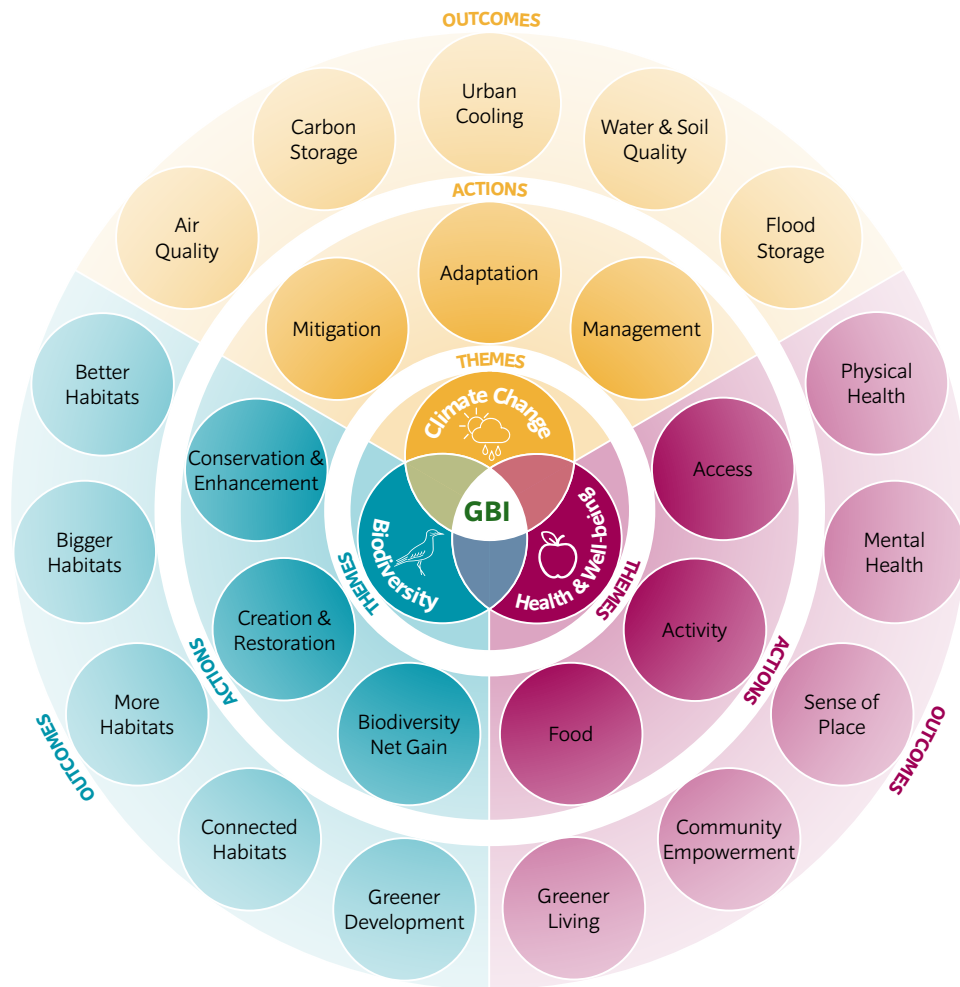 OUTCOMES
Urban
Cooling
Carbon
Storage
Water & Soil
Quality
Air
Quality
Flood
Storage
ACTIONS
Adaptation
Mitigation
Management
THEMES
Climate Change
Better
Habitats
Physical
Health
Conservation &
Enhancement
Access
GBI
Biodiversity
Health & Well-being
Bigger
Habitats
Mental
Health
THEMES
THEMES
Creation &
Restoration
Activity
ACTIONS
ACTIONS
More
Habitats
Sense of
Place
Biodiversity
Net Gain
Food
OUTCOMES
OUTCOMES
Connected
Habitats
Community
Empowerment
Greener
Development
Greener
Living